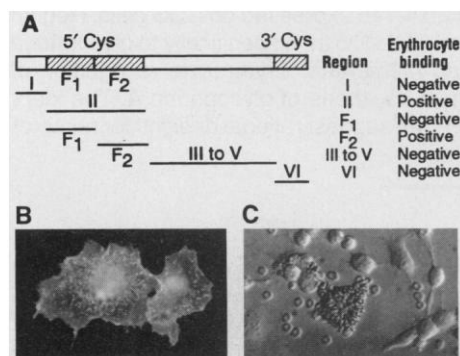 A
5' Cys 3' Cys
F1 F2 Region Erythrocyte binding
I I Negative
II II Positive
F1 F1 Negative
F2 F2 Positive
III to V III to V Negative
VI VI Negative
B C